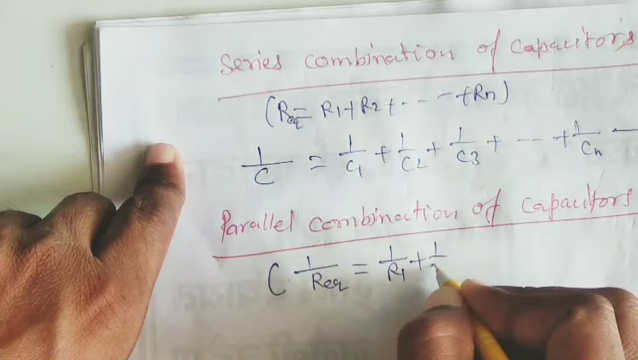 Series combination of capacitors
(Req = R1 + R2 + - - - + Rn)
1/C = 1/C1 + 1/C2 + 1/C3 + - - - + 1/Cn
Parallel combination of capacitors
( 1/Req = 1/R1 + 1/